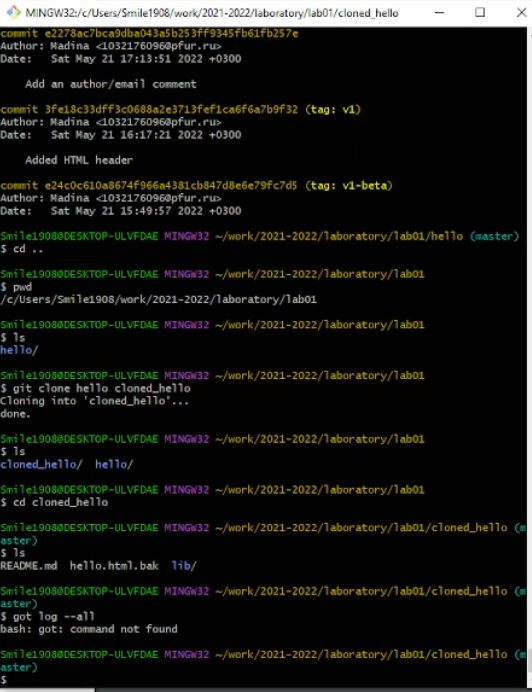 MINGW32:/c/Users/Smile1908/work/2021-2022/laboratory/lab01/cloned_hello
commit e2278ac7bca9dba043a5b253ff9345fb61fb257e
Author: Madina <1032176096@pfur.ru>
Date:   Sat May 21 17:13:51 2022 +0300
Add an author/email comment
commit 3fe18c33dff3c0688a2e3713fef1ca6f6a7b9f32 (tag: v1)
Author: Madina <1032176096@pfur.ru>
Date:   Sat May 21 16:17:21 2022 +0300
Added HTML header
commit e24c0c610a8674f966a4381cb847d8e6e79fc7d5 (tag: v1-beta)
Author: Madina <1032176096@pfur.ru>
Date:   Sat May 21 15:49:57 2022 +0300
Smile1908@DESKTOP-ULVFDAE MINGW32 ~/work/2021-2022/laboratory/lab01/hello (master)
$ cd ..
Smile1908@DESKTOP-ULVFDAE MINGW32 ~/work/2021-2022/laboratory/lab01
$ pwd
/c/Users/Smile1908/work/2021-2022/laboratory/lab01
Smile1908@DESKTOP-ULVFDAE MINGW32 ~/work/2021-2022/laboratory/lab01
$ ls
hello/
Smile1908@DESKTOP-ULVFDAE MINGW32 ~/work/2021-2022/laboratory/lab01
$ git clone hello cloned_hello
Cloning into 'cloned_hello'...
done.
Smile1908@DESKTOP-ULVFDAE MINGW32 ~/work/2021-2022/laboratory/lab01
$ ls
cloned_hello/  hello/
Smile1908@DESKTOP-ULVFDAE MINGW32 ~/work/2021-2022/laboratory/lab01
$ cd cloned_hello
Smile1908@DESKTOP-ULVFDAE MINGW32 ~/work/2021-2022/laboratory/lab01/cloned_hello (m
aster)
$ ls
README.md  hello.html.bak  lib/
Smile1908@DESKTOP-ULVFDAE MINGW32 ~/work/2021-2022/laboratory/lab01/cloned_hello (m
aster)
$ got log --all
bash: got: command not found
Smile1908@DESKTOP-ULVFDAE MINGW32 ~/work/2021-2022/laboratory/lab01/cloned_hello (m
aster)
$